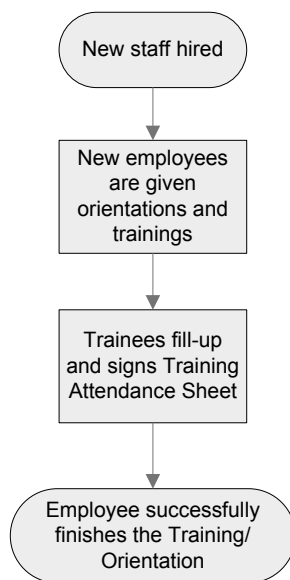 New staff hired
New employees
are given
orientations and
trainings
Trainees fill-up
and signs Training
Attendance Sheet
Employee successfully
finishes the Training/
Orientation